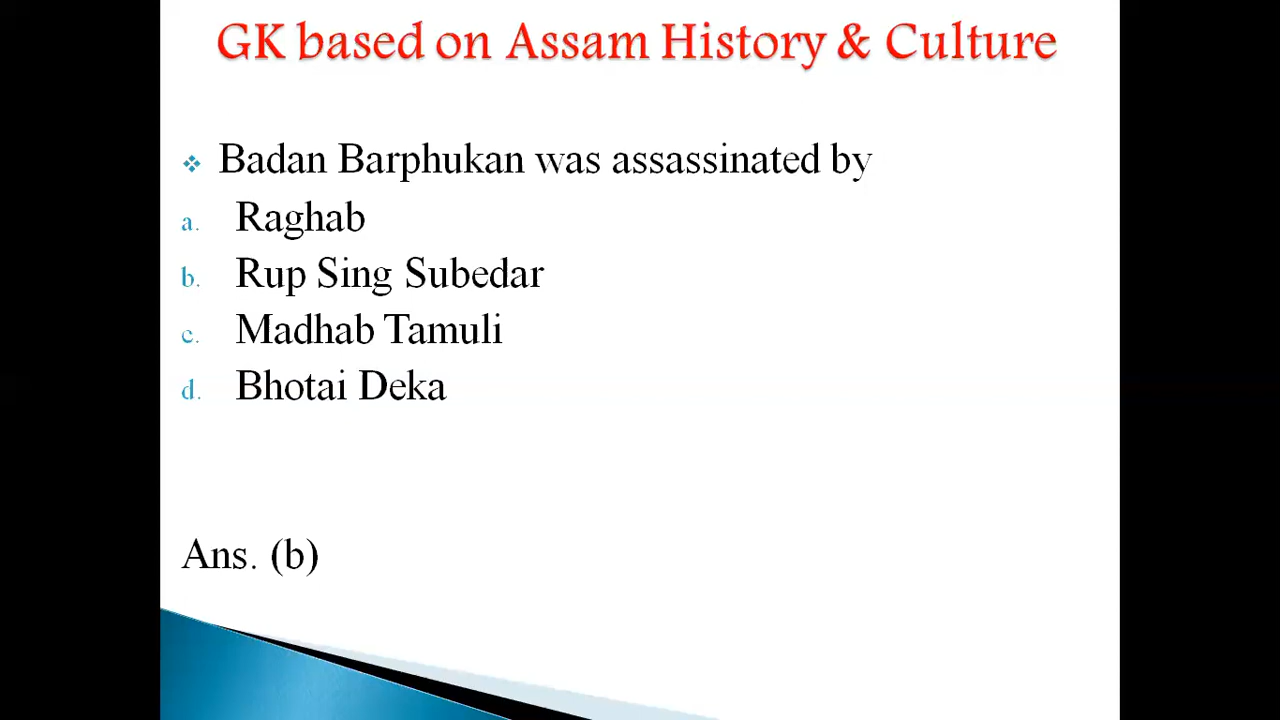 GK based on Assam History & Culture
❖ Badan Barphukan was assassinated by
a. Raghab
b. Rup Sing Subedar
c. Madhab Tamuli
d. Bhotai Deka
Ans. (b)